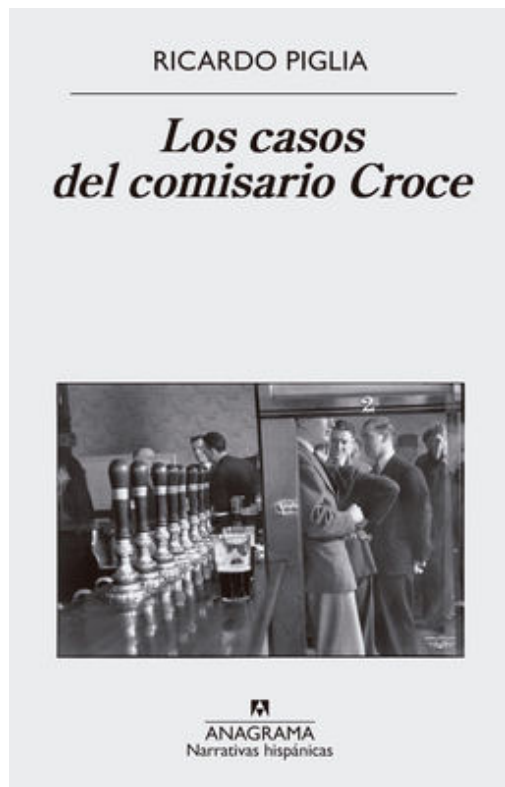 RICARDO PIGLIA
Los casos
del comisario Croce
2
ANAGRAMA
Narrativas hispánicas